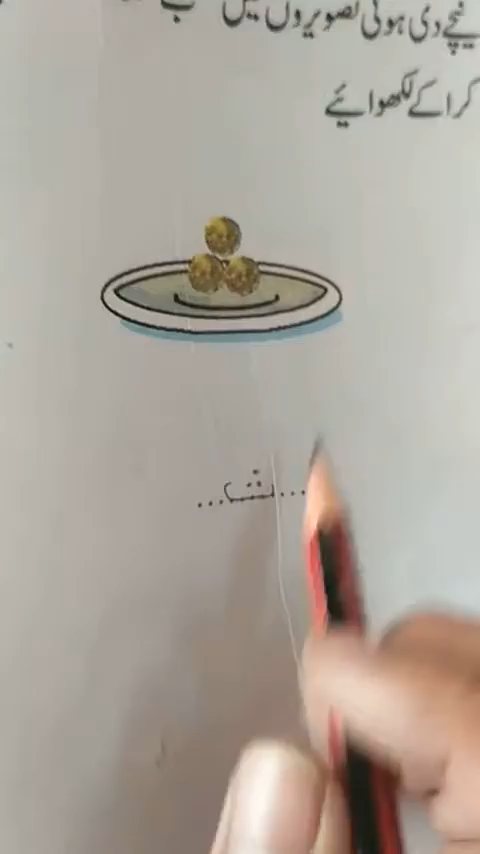 نیچے دی ہوئی تصویروں میں
کرا کے لکھوائیے
...ث...